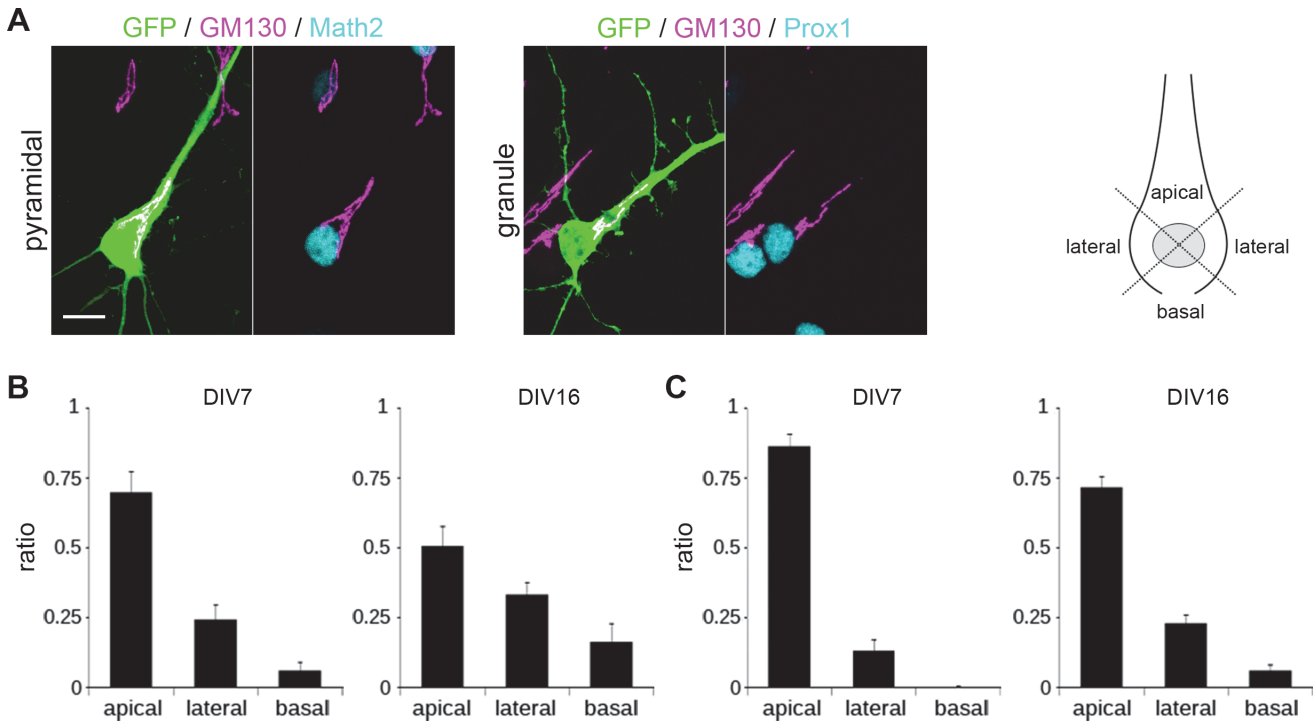 A
GFP / GM130 / Math2
GFP / GM130 / Prox1
pyramidal
granule
apical
lateral
lateral
basal
B
DIV7
ratio
1
0.75
0.5
0.25
0
apical
lateral
basal
DIV16
1
0.75
0.5
0.25
0
apical
lateral
basal
C
DIV7
ratio
1
0.75
0.5
0.25
0
apical
lateral
basal
DIV16
1
0.75
0.5
0.25
0
apical
lateral
basal